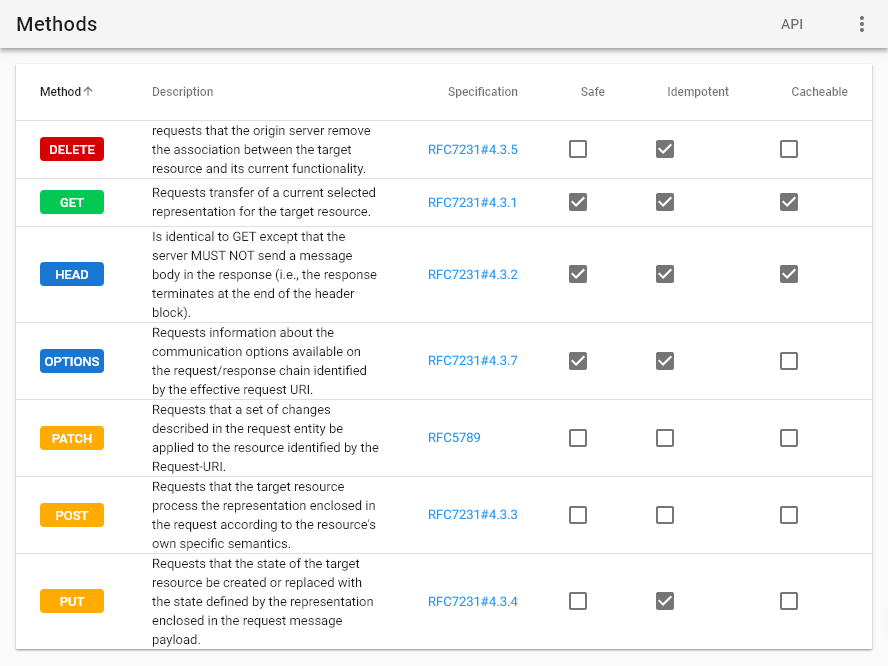 Methods API
Method Description Specification Safe Idempotent Cacheable
requests that the origin server remove
DELETE the association between the target RFC7231#4.3.5
resource and its current functionality.
Requests transfer of a current selected
GET RFC7231#4.3.1
representation for the target resource.
Is identical to GET except that the
server MUST NOT send a message
HEAD body in the response (i.e., the response RFC7231#4.3.2
terminates at the end of the header
block).
Requests information about the
communication options available on
OPTIONS RFC7231#4.3.7
the request/response chain identified
by the effective request URI.
Requests that a set of changes
described in the request entity be
PATCH RFC5789
applied to the resource identified by the
Request-URI.
Requests that the target resource
process the representation enclosed in
POST RFC7231#4.3.3
the request according to the resource's
own specific semantics.
Requests that the state of the target
resource be created or replaced with
PUT the state defined by the representation RFC7231#4.3.4
enclosed in the request message
payload.